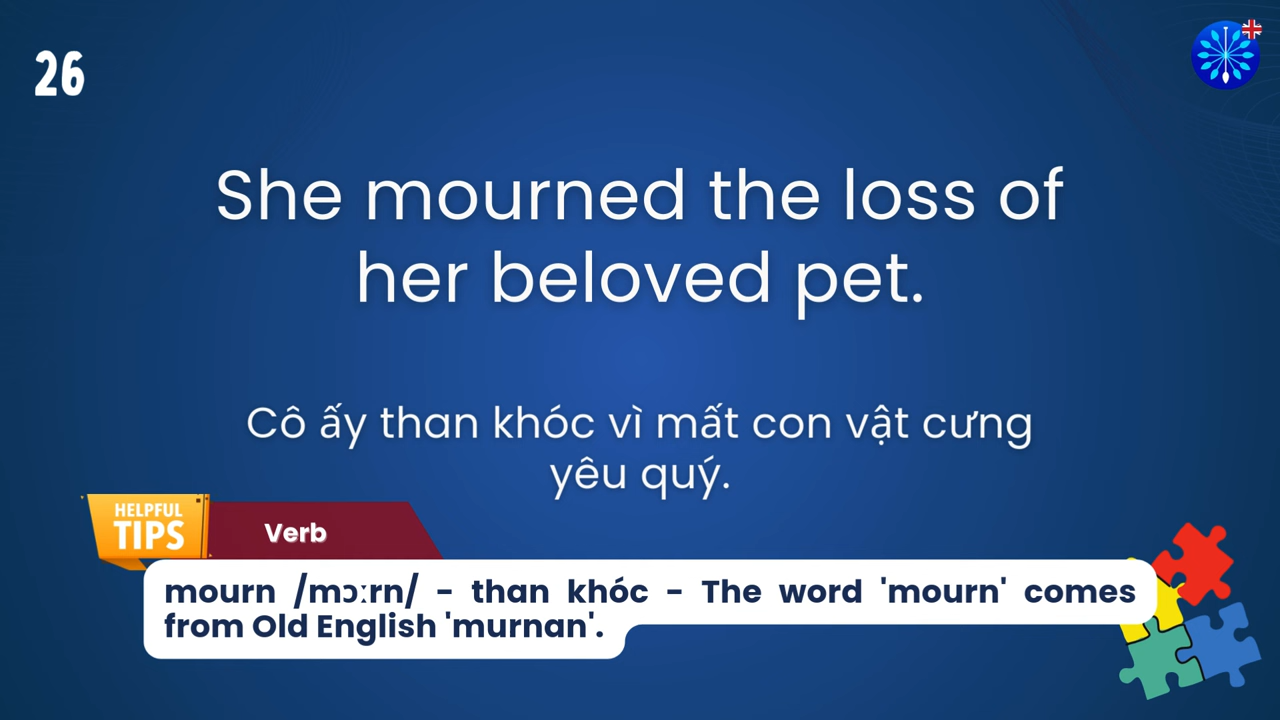 26
She mourned the loss of
her beloved pet.
Cô ấy than khóc vì mất con vật cưng
yêu quý.
HELPFUL
TIPS
Verb
mourn /mɔːrn/ - than khóc - The word 'mourn' comes
from Old English 'murnan'.